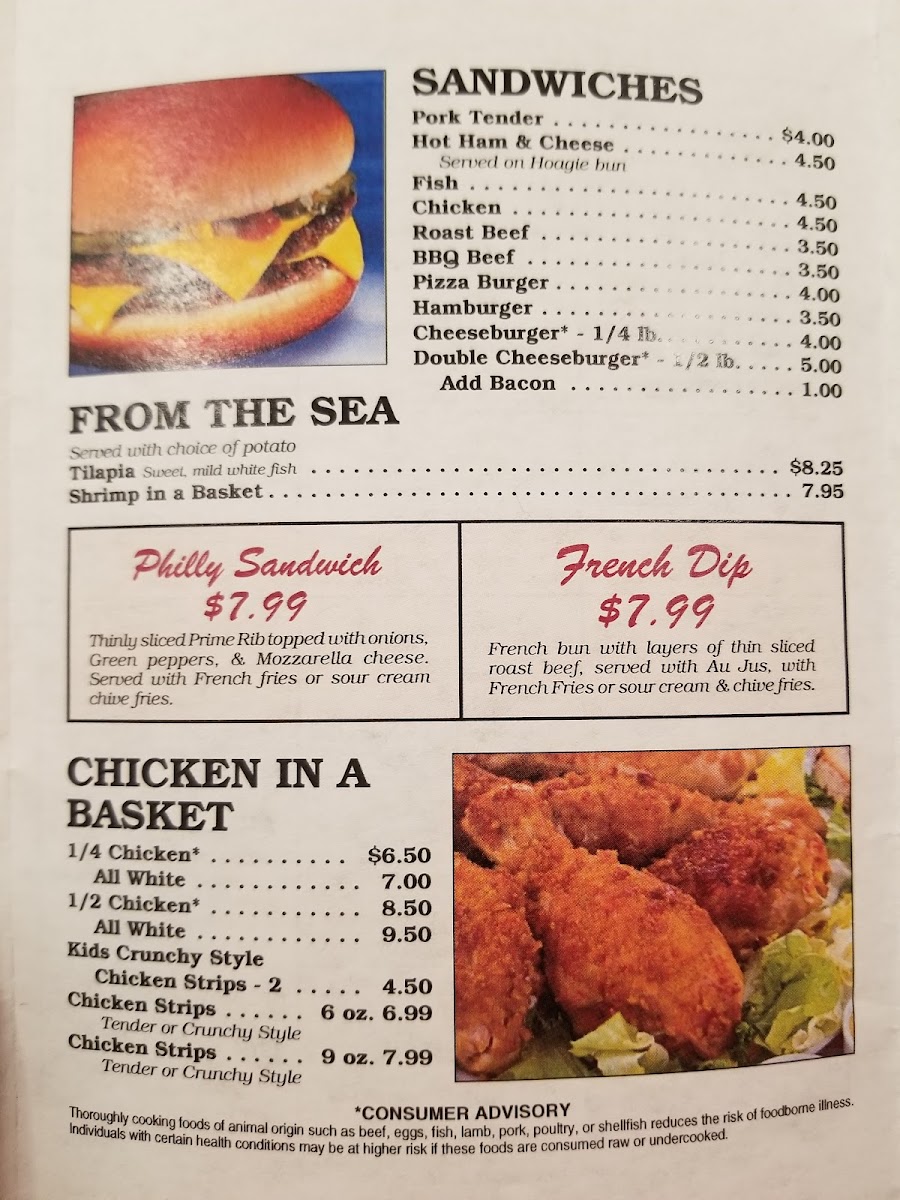 SANDWICHES
Pork Tender . . . . . . . . . . . . . . . . . . . . $4.00
Hot Ham & Cheese . . . . . . . . . . . . . . . 4.50
Served on Hoagie bun
Fish . . . . . . . . . . . . . . . . . . . . . . . . . . 4.50
Chicken . . . . . . . . . . . . . . . . . . . . . . . 4.50
Roast Beef . . . . . . . . . . . . . . . . . . . . . 3.50
BBQ Beef . . . . . . . . . . . . . . . . . . . . . . 3.50
Pizza Burger . . . . . . . . . . . . . . . . . . . . 4.00
Hamburger . . . . . . . . . . . . . . . . . . . . . 3.50
Cheeseburger* - 1/4 lb. . . . . . . . . . . . 4.00
Double Cheeseburger* - 1/2 lb. . . . . . 5.00
Add Bacon . . . . . . . . . . . . . . . . . . 1.00
FROM THE SEA
Served with choice of potato
Tilapia Sweet, mild white fish . . . . . . . . . . . . . . . . . . . . . . . . . . . . . . . . . . . $8.25
Shrimp in a Basket . . . . . . . . . . . . . . . . . . . . . . . . . . . . . . . . . . . . . . . 7.95
Philly Sandwich
$7.99
Thinly sliced Prime Rib topped with onions,
Green peppers, & Mozzarella cheese.
Served with French fries or sour cream
chive fries.
French Dip
$7.99
French bun with layers of thin sliced
roast beef, served with Au Jus, with
French Fries or sour cream & chive fries.
CHICKEN IN A
BASKET
1/4 Chicken* . . . . . . . . . . $6.50
All White . . . . . . . . . . . . 7.00
1/2 Chicken* . . . . . . . . . . . 8.50
All White . . . . . . . . . . . . 9.50
Kids Crunchy Style
Chicken Strips - 2 . . . . . 4.50
Chicken Strips . . . . . . 6 oz. 6.99
Tender or Crunchy Style
Chicken Strips . . . . . . 9 oz. 7.99
Tender or Crunchy Style
*CONSUMER ADVISORY
Thoroughly cooking foods of animal origin such as beef, eggs, fish, lamb, pork, poultry, or shellfish reduces the risk of foodborne illness.
Individuals with certain health conditions may be at higher risk if these foods are consumed raw or undercooked.